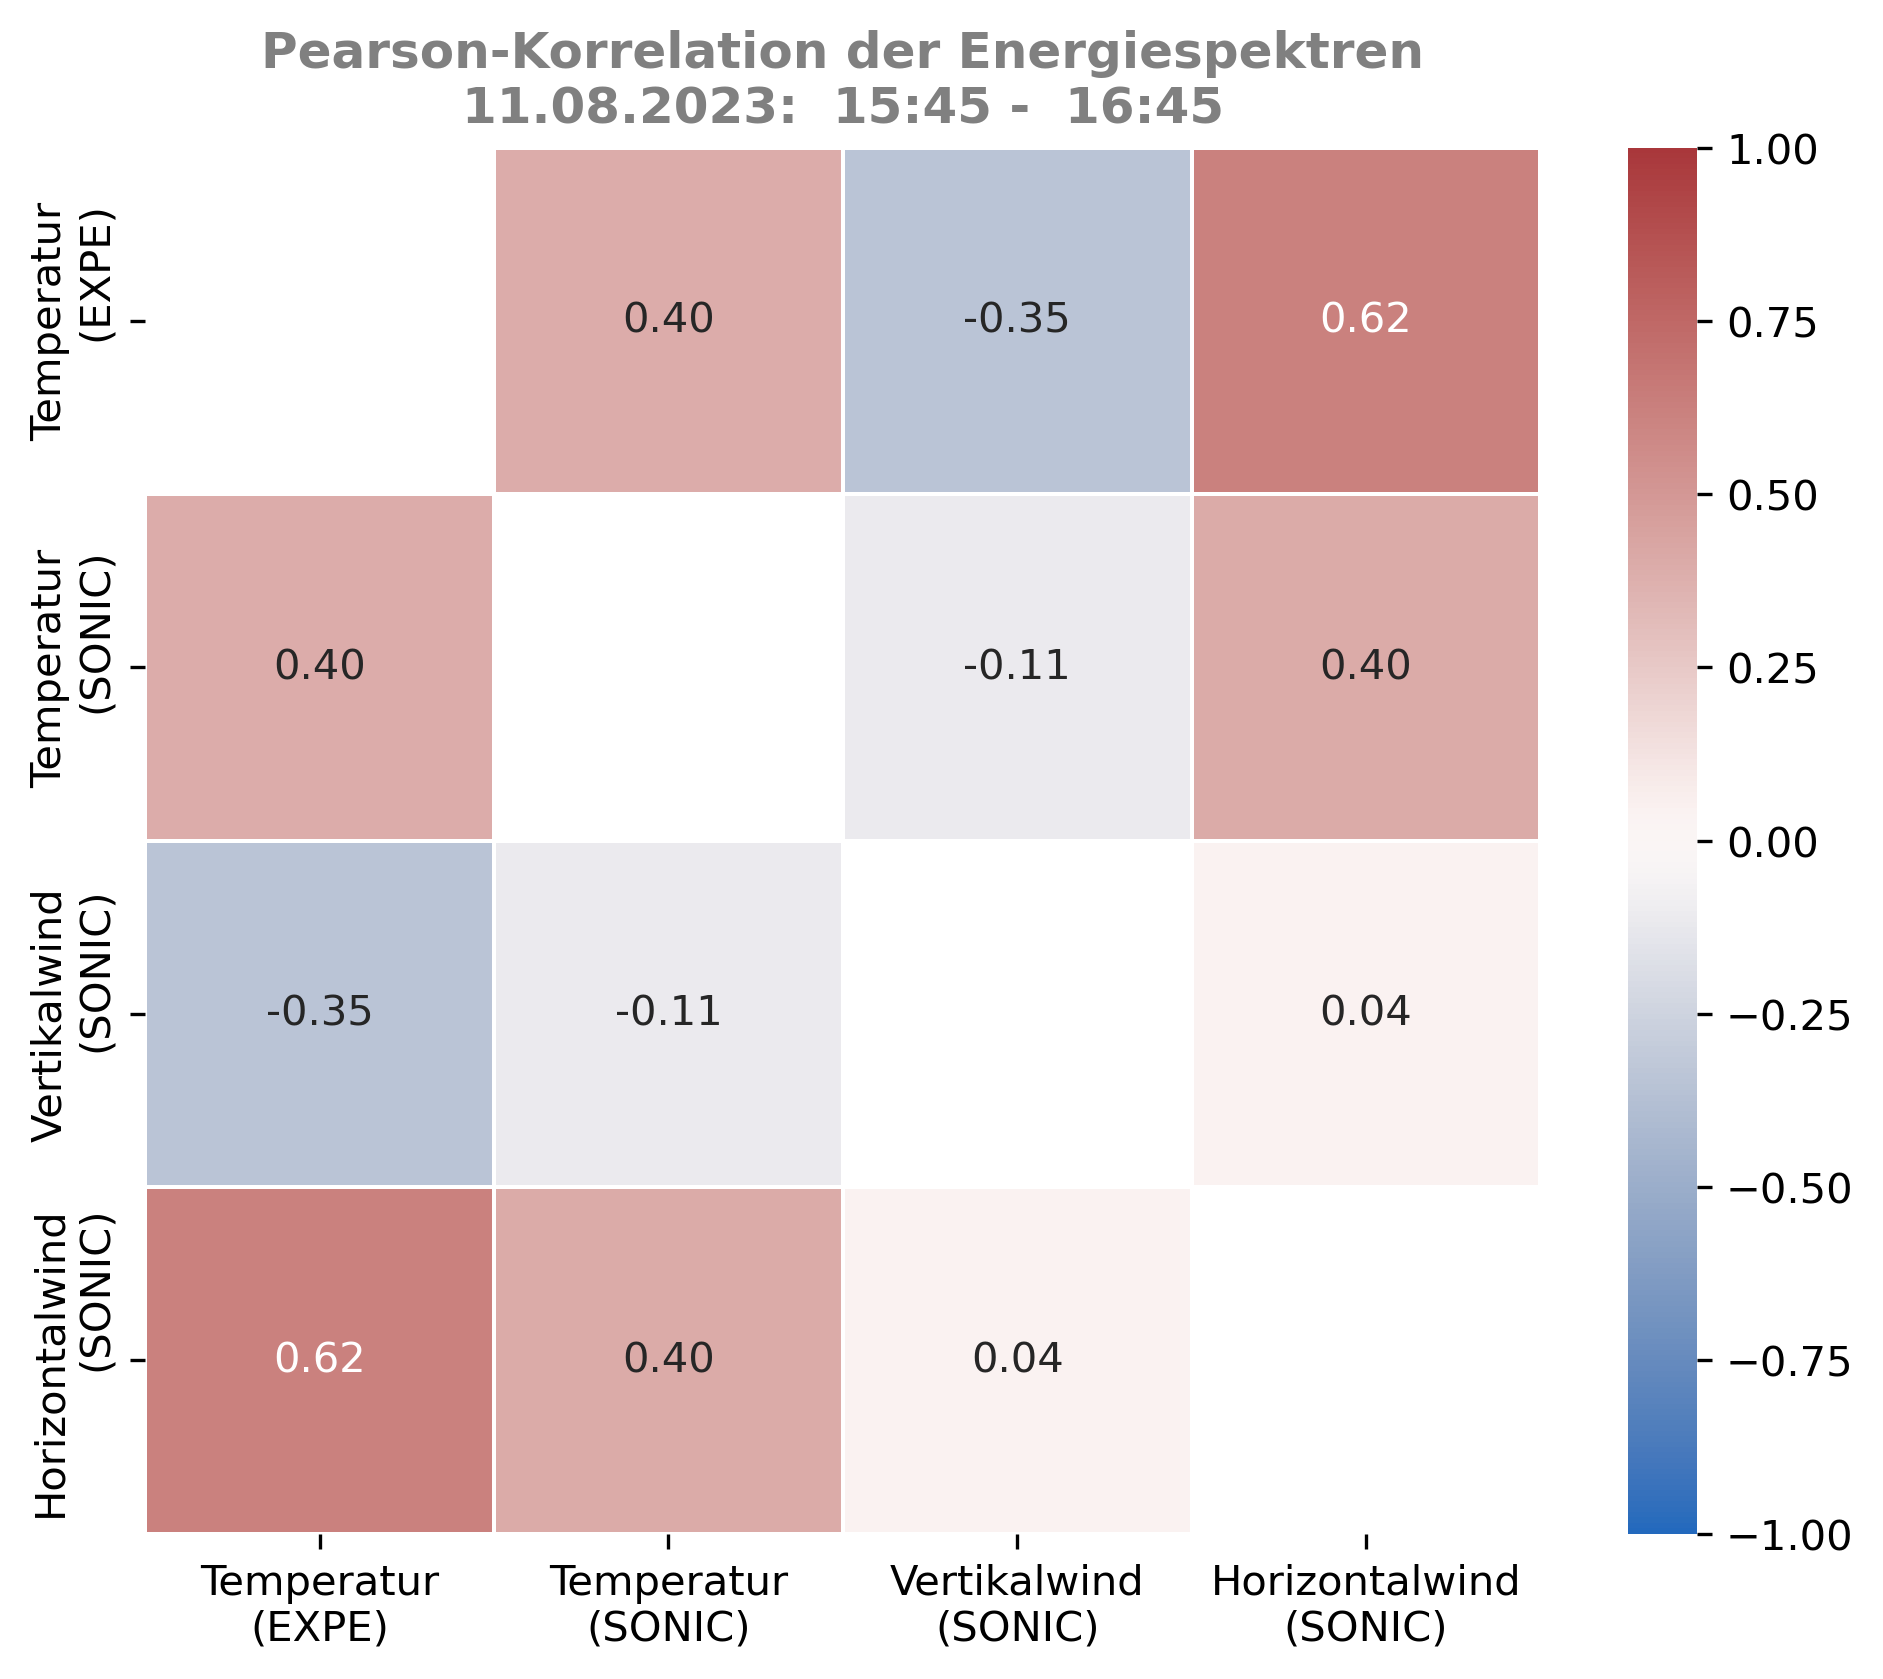 Pearson-Korrelation der Energiespektren
11.08.2023:  15:45 -  16:45
Temperatur
(EXPE)
0.40
-0.35
0.62
Temperatur
(SONIC)
0.40
-0.11
0.40
Vertikalwind
(SONIC)
-0.35
-0.11
0.04
Horizontalwind
(SONIC)
0.62
0.40
0.04
Temperatur
(EXPE)
Temperatur
(SONIC)
Vertikalwind
(SONIC)
Horizontalwind
(SONIC)
1.00
0.75
0.50
0.25
0.00
−0.25
−0.50
−0.75
−1.00